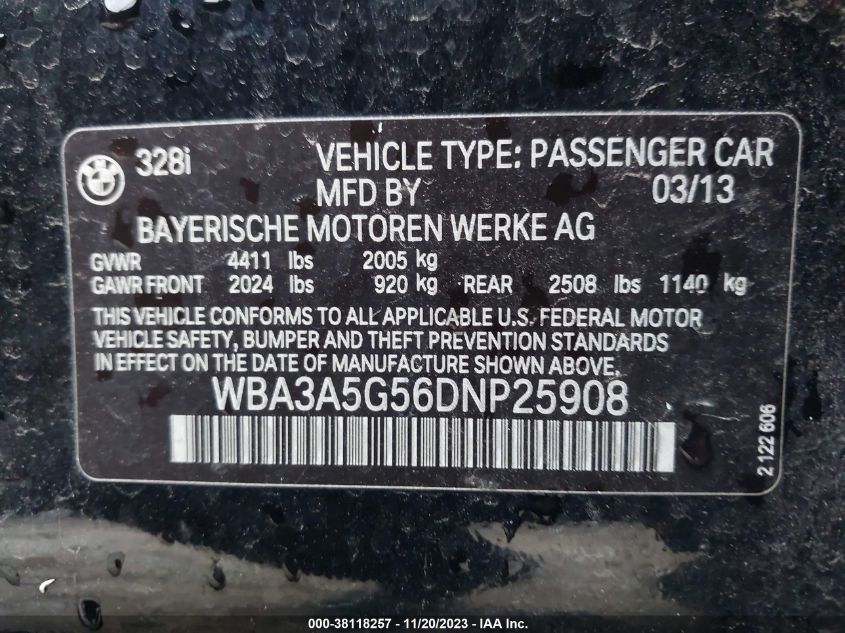 BMW
328i VEHICLE TYPE: PASSENGER CAR
MFD BY 03/13
BAYERISCHE MOTOREN WERKE AG
GVWR 4411 lbs 2005 kg
GAWR FRONT 2024 lbs 920 kg REAR 2508 lbs 1140 kg
THIS VEHICLE CONFORMS TO ALL APPLICABLE U.S. FEDERAL MOTOR
VEHICLE SAFETY, BUMPER AND THEFT PREVENTION STANDARDS
IN EFFECT ON THE DATE OF MANUFACTURE SHOWN ABOVE.
WBA3A5G56DNP25908
2 122 606
000-38118257 - 11/20/2023 - IAA Inc.